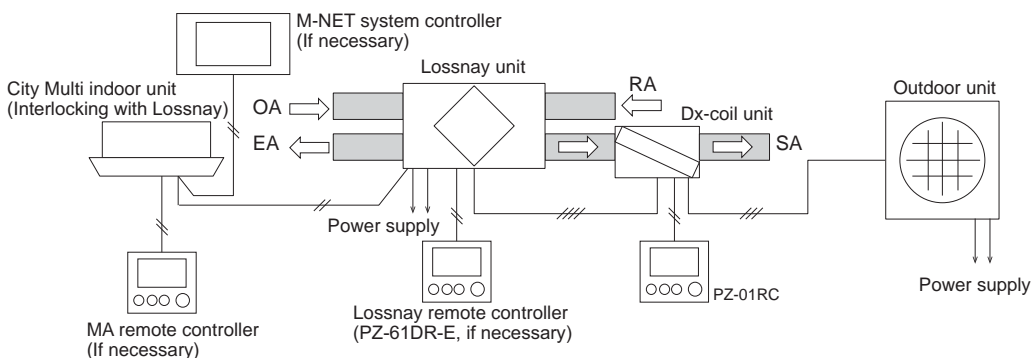 M-NET system controller
(If necessary)
City Multi indoor unit
(Interlocking with Lossnay)
Lossnay unit
OA
RA
EA
Dx-coil unit
SA
Outdoor unit
Power supply
Power supply
PZ-01RC
MA remote controller
(If necessary)
Lossnay remote controller
(PZ-61DR-E, if necessary)